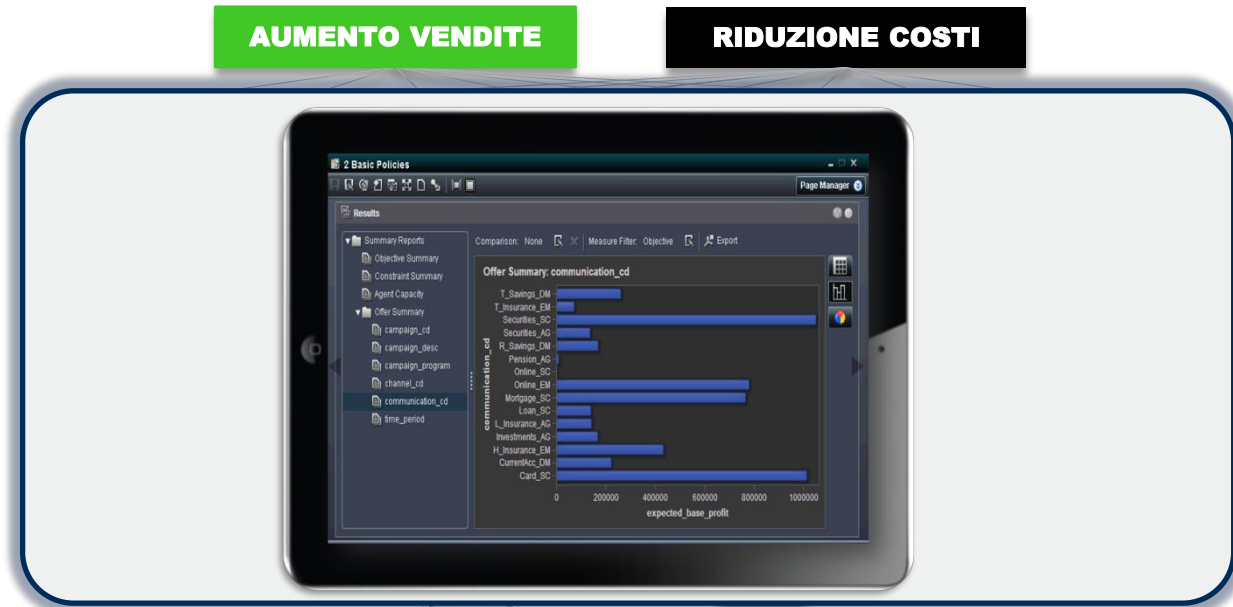 AUMENTO VENDITE
RIDUZIONE COSTI
2 Basic Policies
Page Manager
Results
Summary Reports
Objective Summary
Constraint Summary
Agent Capacity
Offer Summary
campaign_cd
campaign_desc
campaign_program
channel_cd
communication_cd
time_period
Comparison: None
Measure Filter: Objective
Export
Offer Summary: communication_cd
communication_cd
T_Savings_DM
T_Insurance_EM
Securities_SC
Securities_AG
R_Savings_DM
Pension_AG
Online_SC
Online_EM
Mortgage_SC
Loan_SC
L_Insurance_AG
Investments_AG
H_Insurance_EM
CurrentAcc_DM
Card_SC
0 200000 400000 600000 800000 1000000
expected_base_profit